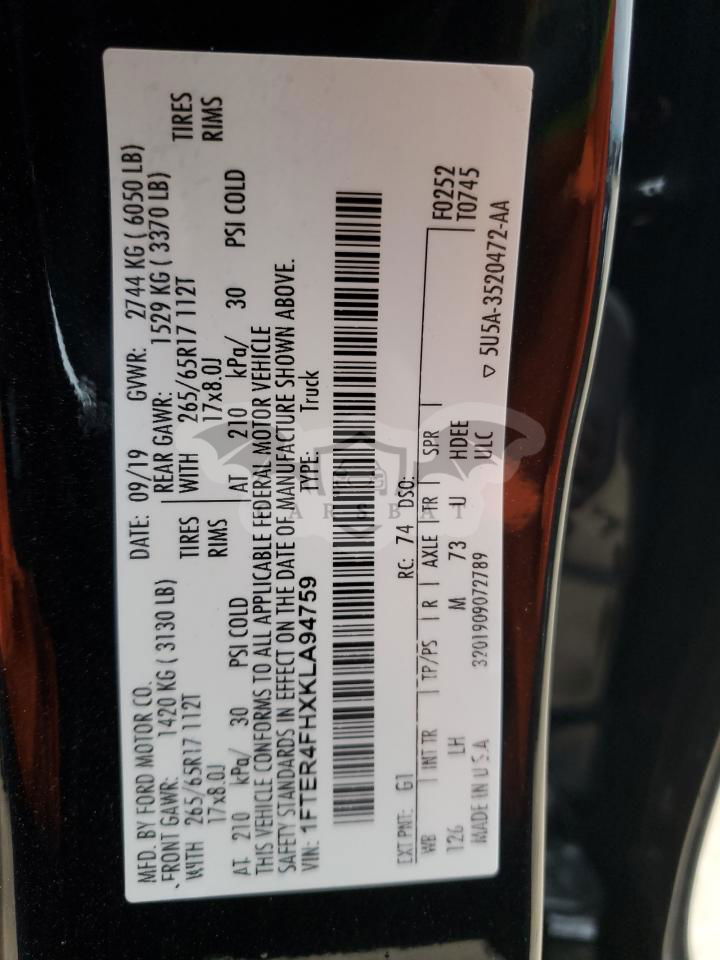 MFD. BY FORD MOTOR CO. DATE: 09/19 GVWR: 2744 KG ( 6050 LB)
FRONT GAWR: 1420 KG ( 3130 LB) REAR GAWR: 1529 KG ( 3370 LB)
WITH 265/65R17 112T TIRES WITH 265/65R17 112T TIRES
17x8.0J RIMS 17x8.0J RIMS
AT 210 kPa/ 30 PSI COLD AT 210 kPa/ 30 PSI COLD
THIS VEHICLE CONFORMS TO ALL APPLICABLE FEDERAL MOTOR VEHICLE
SAFETY STANDARDS IN EFFECT ON THE DATE OF MANUFACTURE SHOWN ABOVE.
VIN: 1FTER4FHXKLA94759 TYPE: Truck
EXT PNT: G1 RC: 74 DSO: F0252
WB INT TR TP/PS R AXLE TR SPR T0745
126 LH M 73 U HDEE
MADE IN U S A 3201909072789 ULC ▽ 5U5A-3520472-AA
CARSBAT